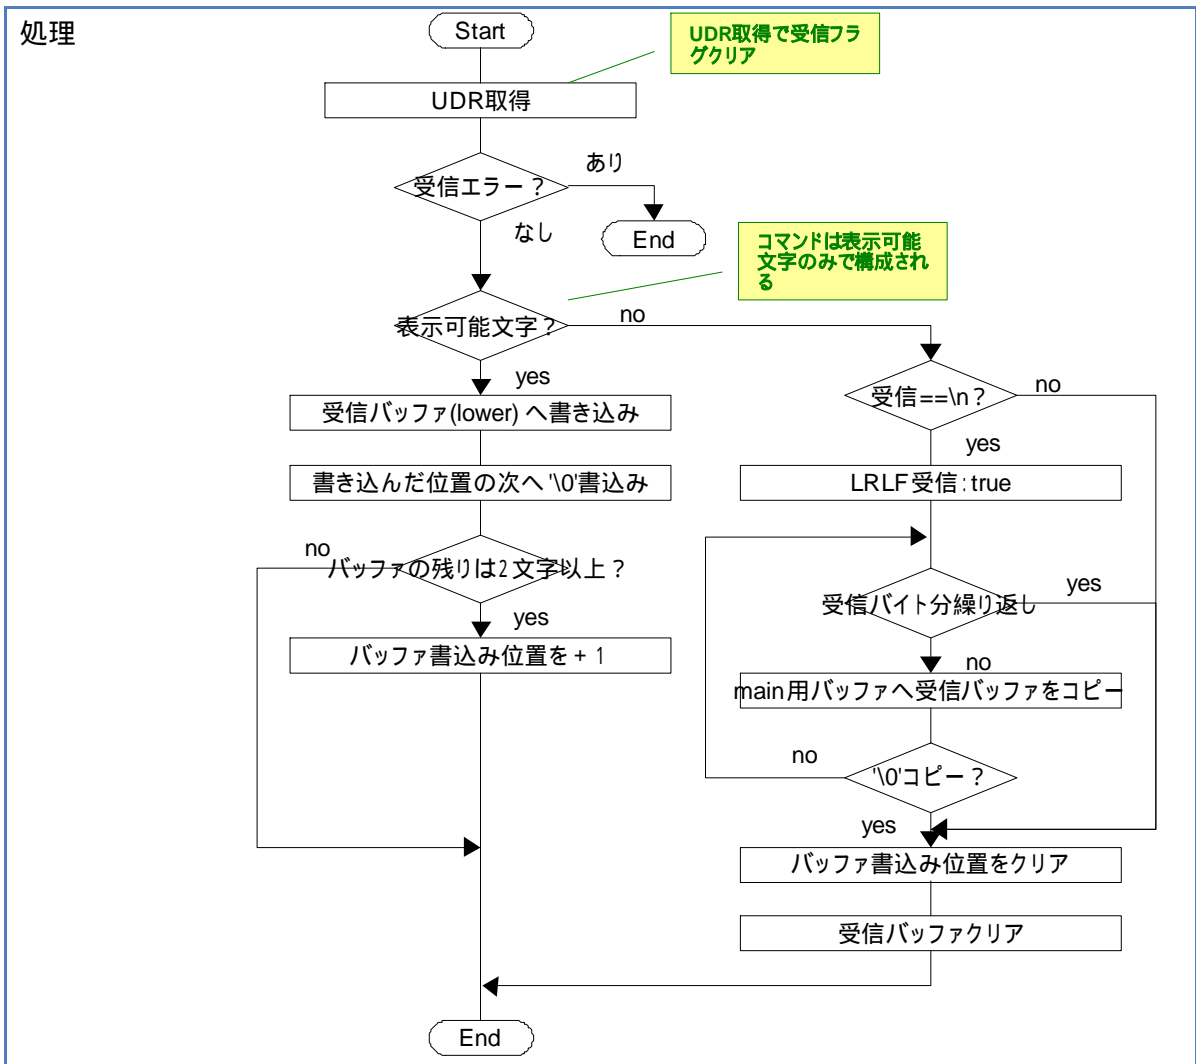 処理
Start
UDR取得で受信フラ
グクリア
UDR取得
受信エラー?
あり
なし
End
コマンドは表示可能
文字のみで構成され
る
表示可能文字?
no
yes
受信==\n?
no
yes
受信バッファ(lower) へ書き込み
書き込んだ位置の次へ '\0'書込み
LRLF受信:true
no
バッファの残りは2文字以上?
yes
受信バイト分繰り返し
yes
no
バッファ書込み位置を+1
main用バッファへ受信バッファをコピー
no
'\0'コピー?
yes
バッファ書込み位置をクリア
受信バッファクリア
End